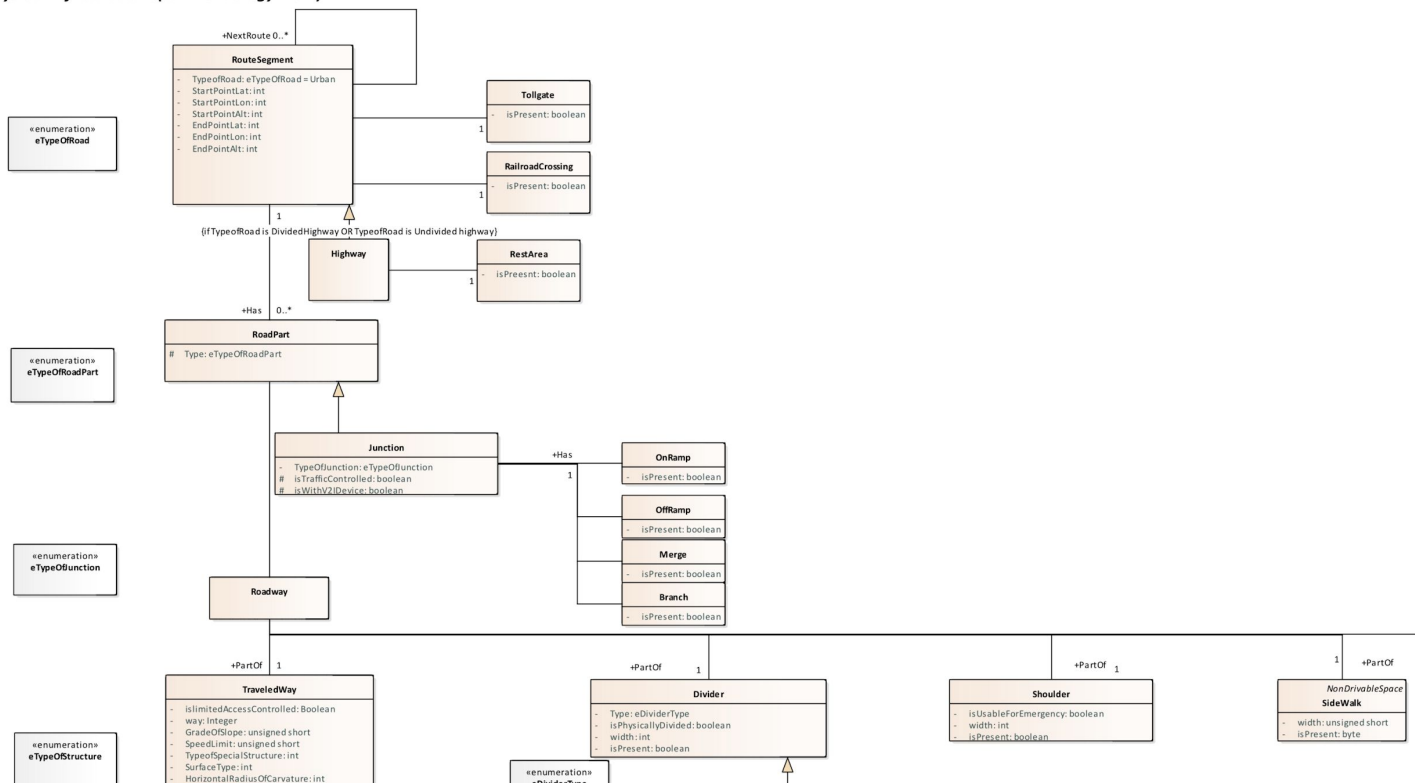 +NextRoute 0..*
RouteSegment
- TypeofRoad: eTypeOfRoad = Urban
- StartPointLat: int
- StartPointLon: int
- StartPointAlt: int
- EndPointLat: int
- EndPointLon: int
- EndPointAlt: int
«enumeration»
eTypeOfRoad
Tollgate
- isPresent: boolean
1
RailroadCrossing
- isPresent: boolean
1
1
{if TypeofRoad is DividedHighway OR TypeofRoad is Undivided highway}
Highway
RestArea
- isPreesnt: boolean
1
+Has 0..*
RoadPart
# Type: eTypeOfRoadPart
«enumeration»
eTypeOfRoadPart
Junction
- TypeOfJunction: eTypeOfJunction
# isTrafficControlled: boolean
# isWithV2IDevice: boolean
+Has
1
OnRamp
- isPresent: boolean
OffRamp
- isPresent: boolean
Merge
- isPresent: boolean
Branch
- isPresent: boolean
«enumeration»
eTypeOfJunction
Roadway
+PartOf 1
+PartOf 1
+PartOf 1
1 +PartOf
TraveledWay
- islimitedAccessControlled: Boolean
- way: Integer
- GradeOfSlope: unsigned short
- SpeedLimit: unsigned short
- TypeofSpecialStructure: int
- SurfaceType: int
- HorizontalRadiusOfCarvature: int
Divider
- Type: eDividerType
- isPhysicallyDivided: boolean
- width: int
- isPresent: boolean
Shoulder
- isUsableForEmergency: boolean
- width: int
- isPresent: boolean
NonDrivableSpace
SideWalk
- width: unsigned short
- isPresent: byte
«enumeration»
eTypeOfStructure
«enumeration»
eDividerType